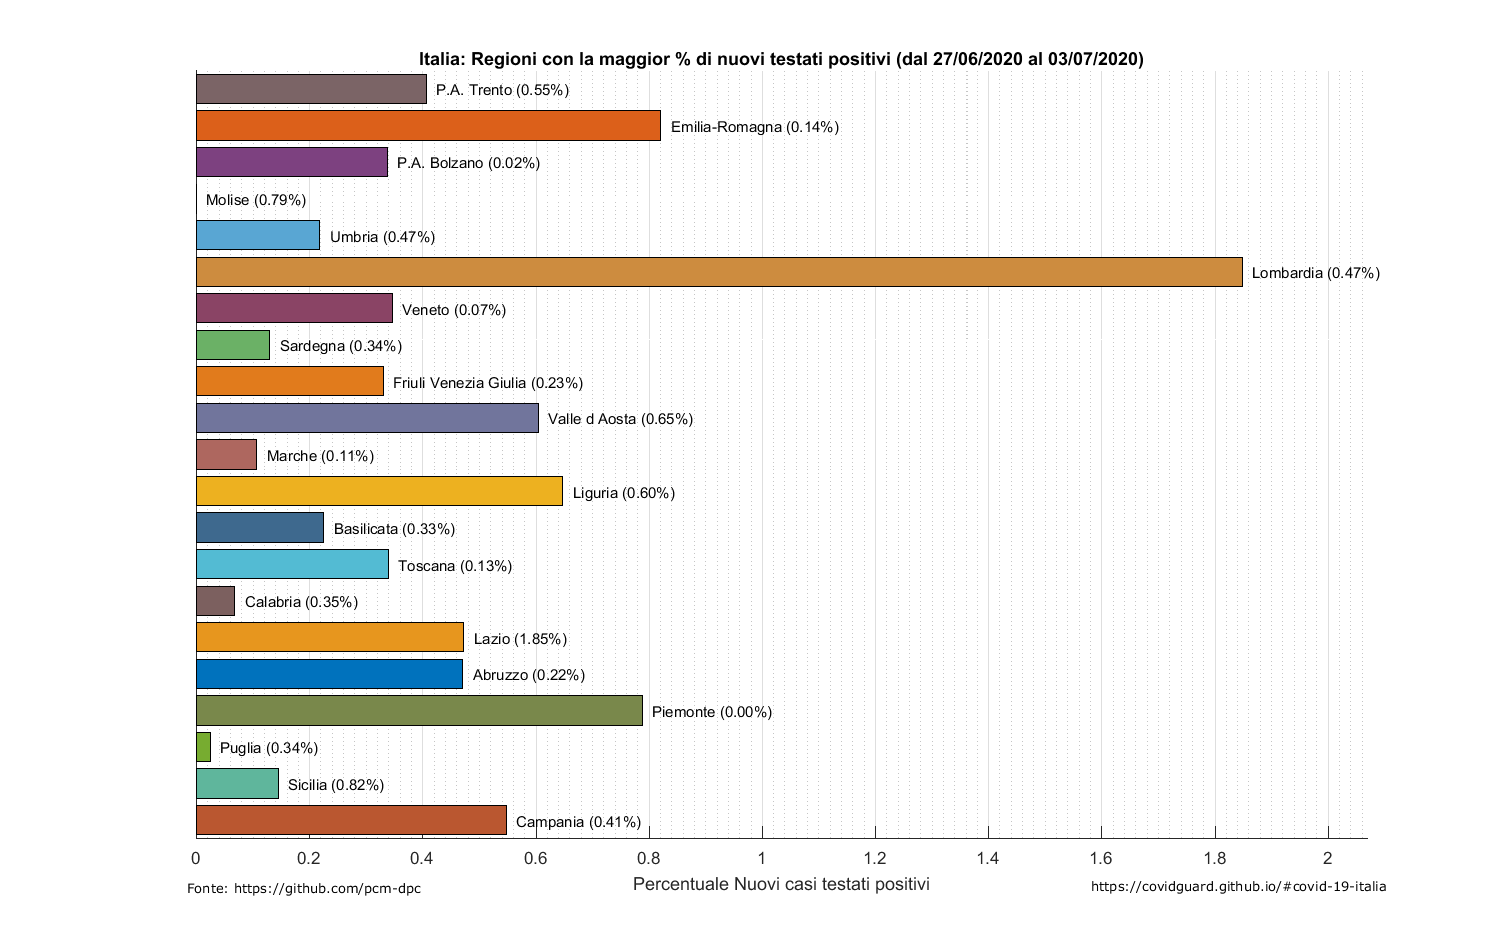 Italia: Regioni con la maggior % di nuovi testati positivi (dal 27/06/2020 al 03/07/2020)
P.A. Trento (0.55%)
Emilia-Romagna (0.14%)
P.A. Bolzano (0.02%)
Molise (0.79%)
Umbria (0.47%)
Lombardia (0.47%)
Veneto (0.07%)
Sardegna (0.34%)
Friuli Venezia Giulia (0.23%)
Valle d Aosta (0.65%)
Marche (0.11%)
Liguria (0.60%)
Basilicata (0.33%)
Toscana (0.13%)
Calabria (0.35%)
Lazio (1.85%)
Abruzzo (0.22%)
Piemonte (0.00%)
Puglia (0.34%)
Sicilia (0.82%)
Campania (0.41%)
0 0.2 0.4 0.6 0.8 1 1.2 1.4 1.6 1.8 2
Percentuale Nuovi casi testati positivi
Fonte: https://github.com/pcm-dpc
https://covidguard.github.io/#covid-19-italia